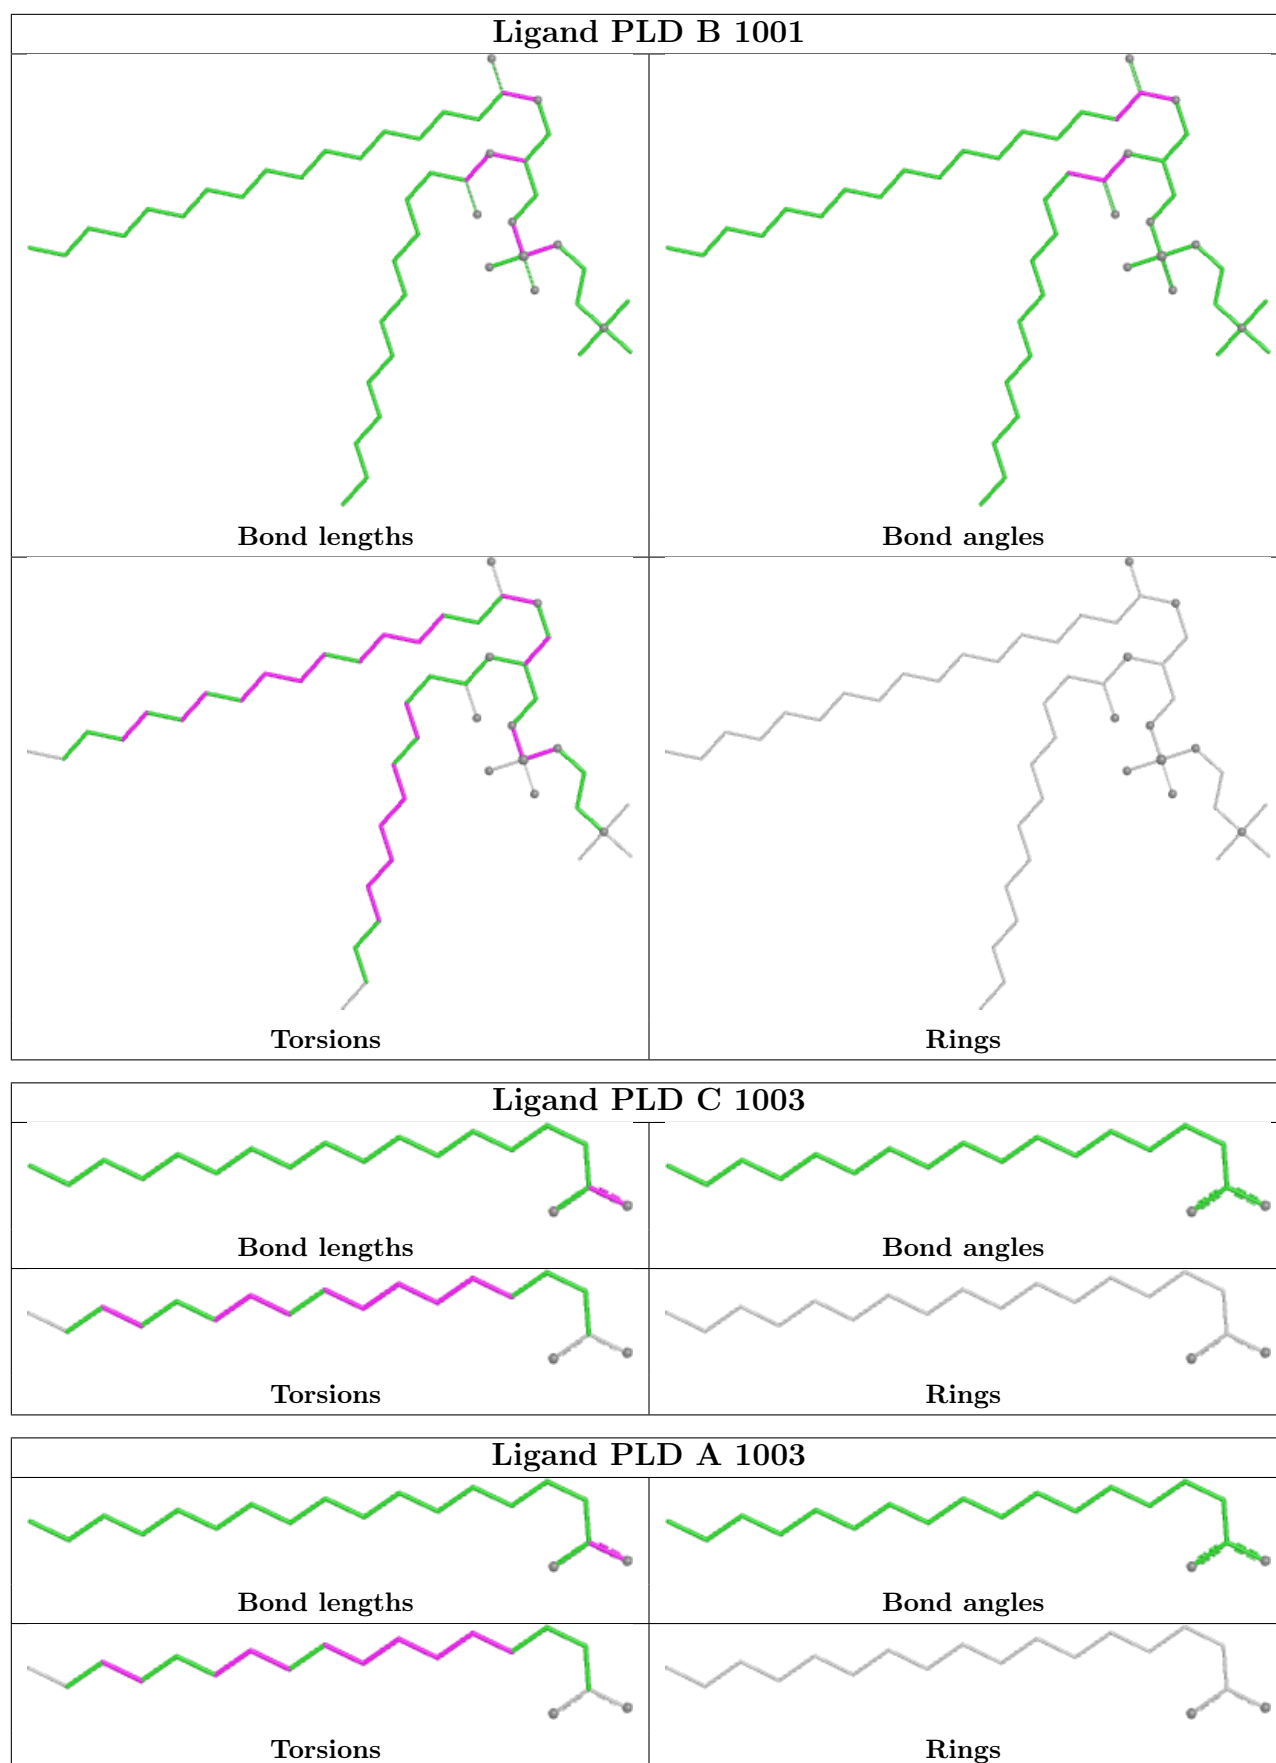 Ligand PLD B 1001
Bond lengths
Bond angles
Torsions
Rings
Ligand PLD C 1003
Bond lengths
Bond angles
Torsions
Rings
Ligand PLD A 1003
Bond lengths
Bond angles
Torsions
Rings